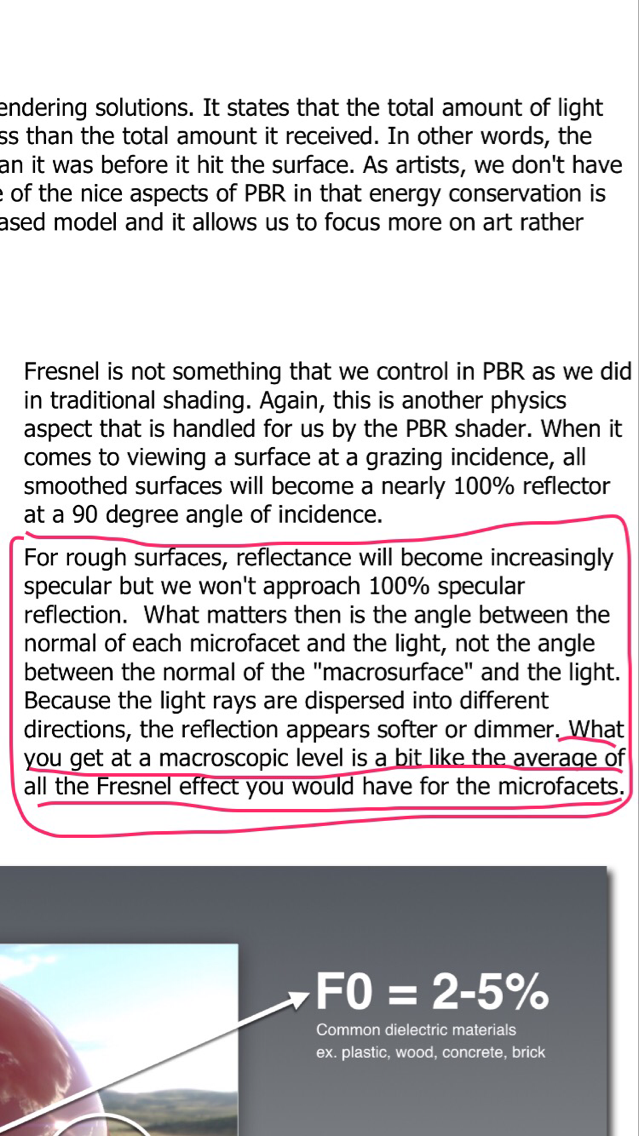 endering solutions. It states that the total amount of light
ss than the total amount it received. In other words, the
an it was before it hit the surface. As artists, we don't have
e of the nice aspects of PBR in that energy conservation is
ased model and it allows us to focus more on art rather
Fresnel is not something that we control in PBR as we did
in traditional shading. Again, this is another physics
aspect that is handled for us by the PBR shader. When it
comes to viewing a surface at a grazing incidence, all
smoothed surfaces will become a nearly 100% reflector
at a 90 degree angle of incidence.
For rough surfaces, reflectance will become increasingly
specular but we won't approach 100% specular
reflection.  What matters then is the angle between the
normal of each microfacet and the light, not the angle
between the normal of the "macrosurface" and the light.
Because the light rays are dispersed into different
directions, the reflection appears softer or dimmer. What
you get at a macroscopic level is a bit like the average of
all the Fresnel effect you would have for the microfacets.
F0 = 2-5%
Common dielectric materials
ex. plastic, wood, concrete, brick